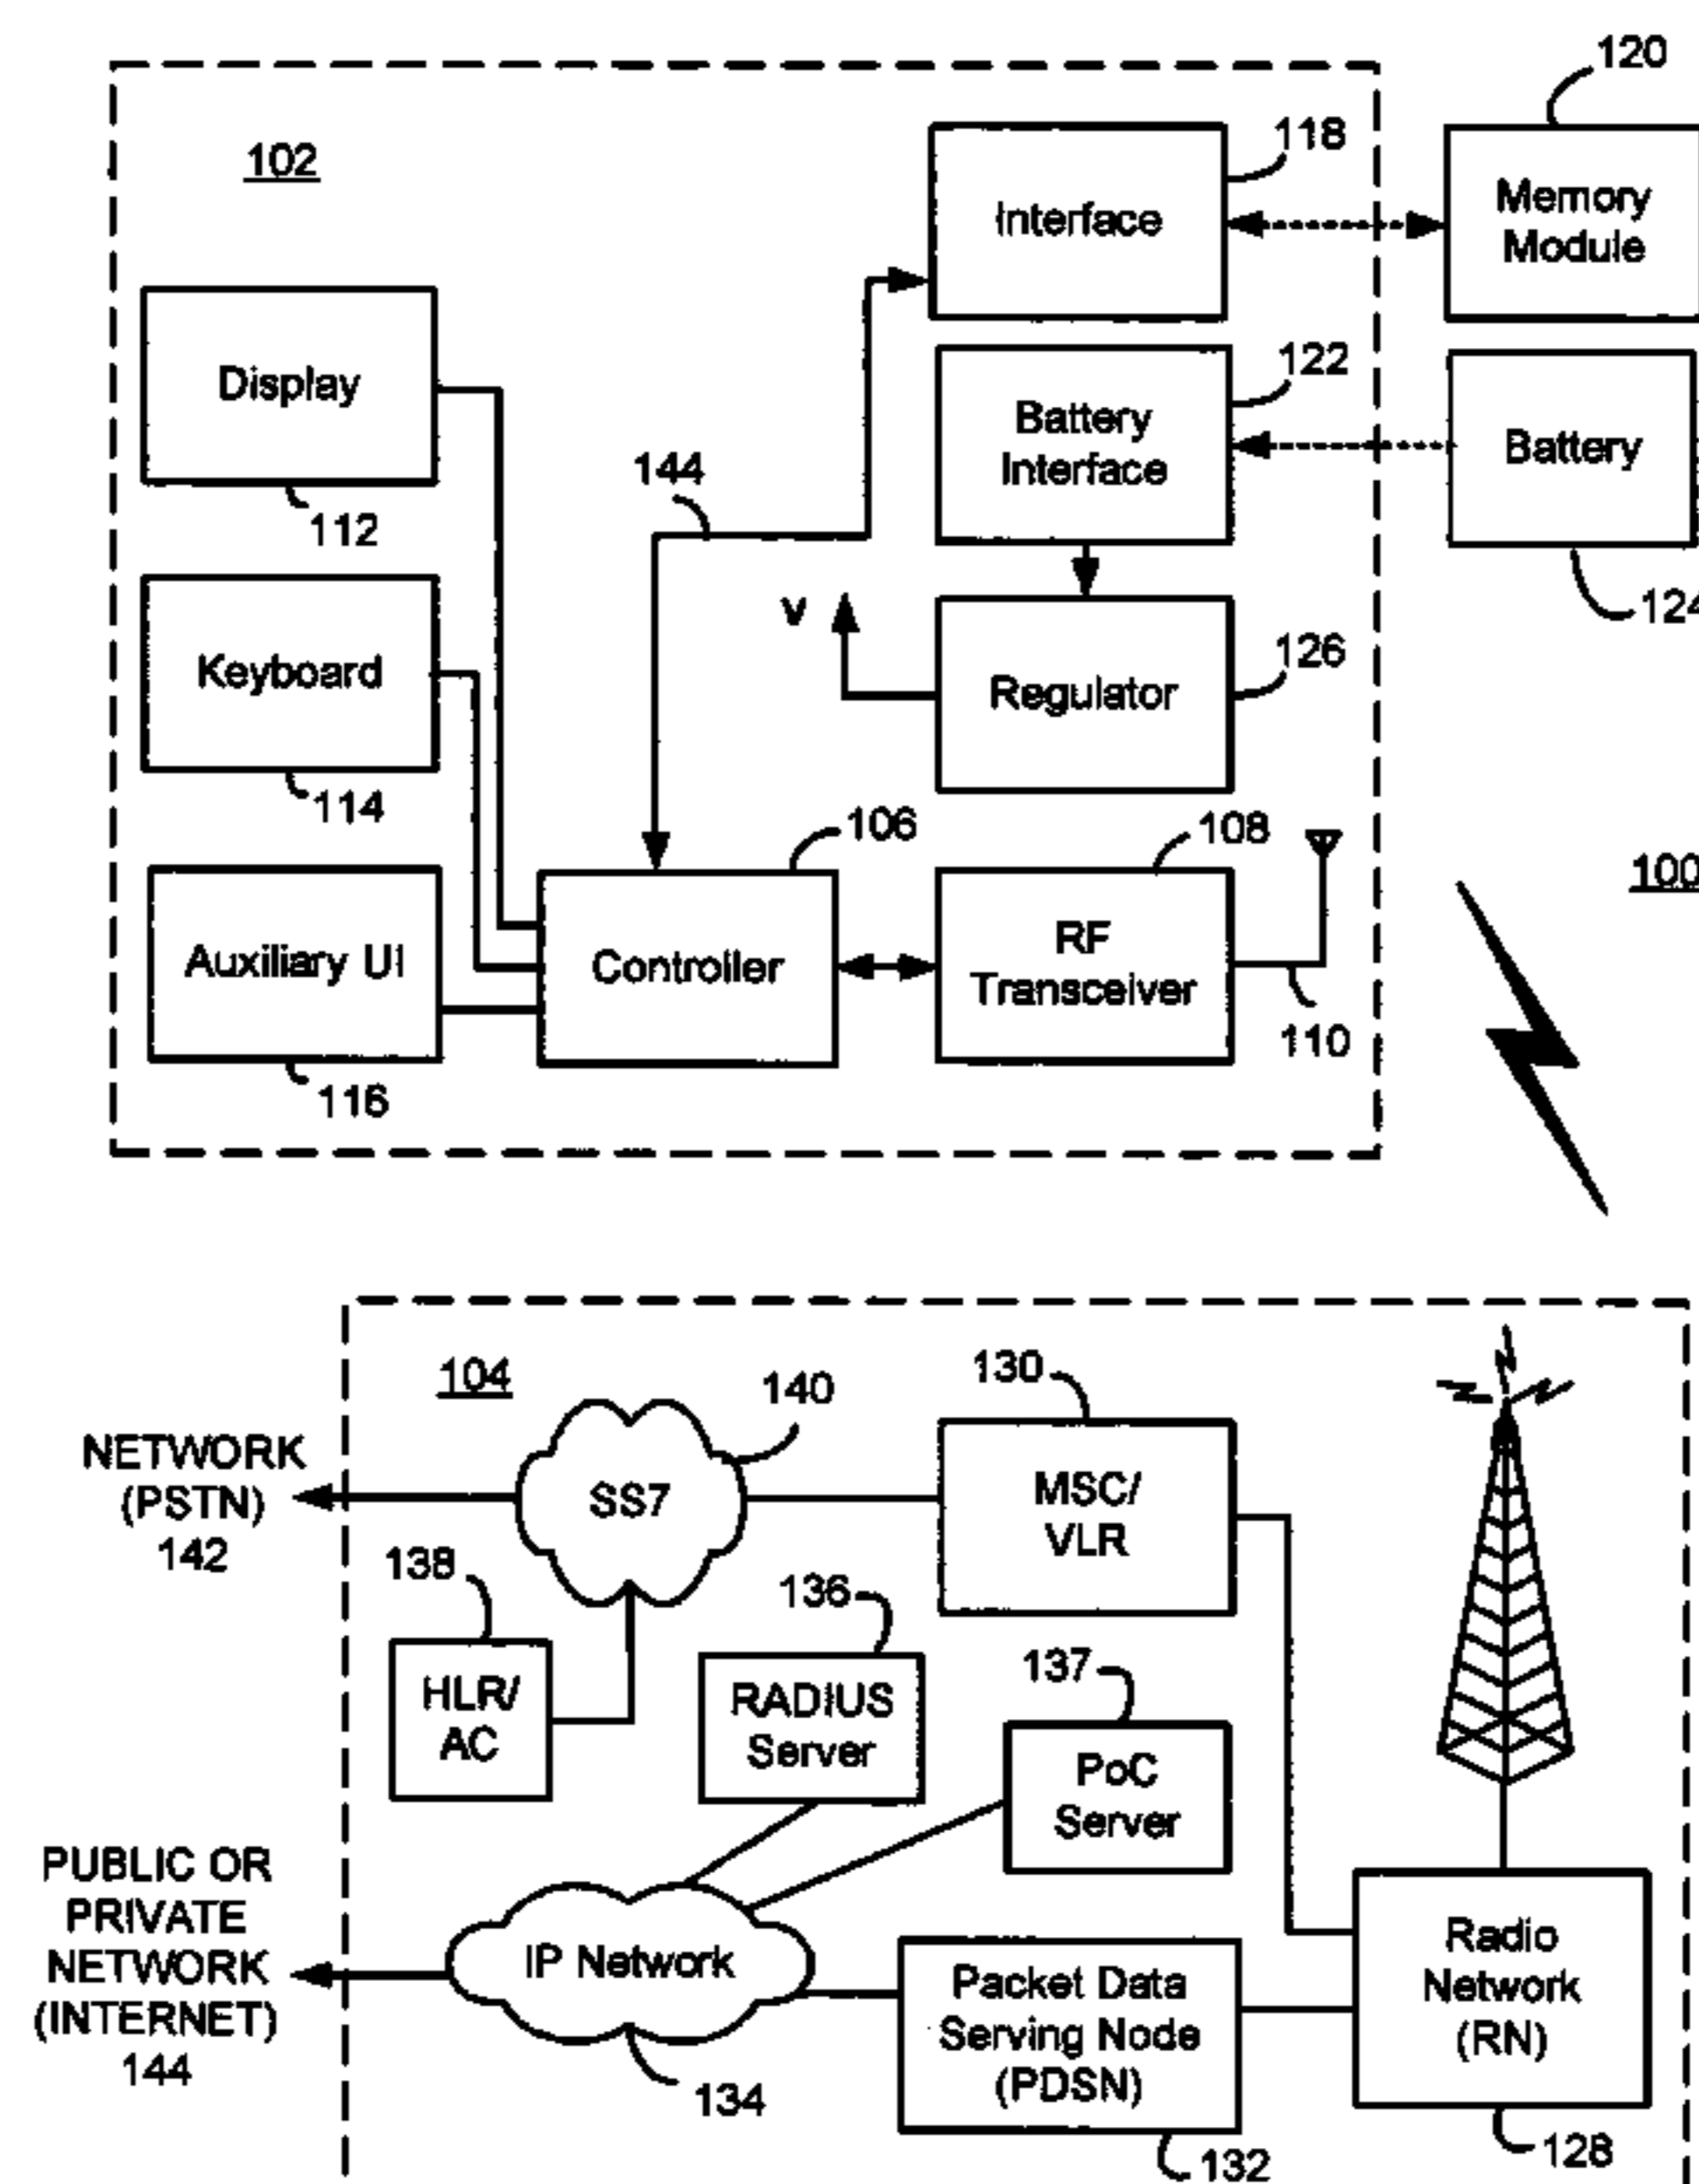 120
118
102
Interface
Memory
Module
122
Display
Battery
Interface
Battery
144
112
124
V
126
Keyboard
Regulator
114
106
108
100
RF
Auxiliary UI
Controller
Transceiver
110
116
104
140
130
NETWORK
(PSTN)
142
SS7
MSC/
VLR
138
136
137
HLR/
AC
RADIUS
Server
PoC
Server
PUBLIC OR
PRIVATE
NETWORK
(INTERNET)
144
IP Network
Packet Data
Serving Node
(PDSN)
Radio
Network
(RN)
134
132
128